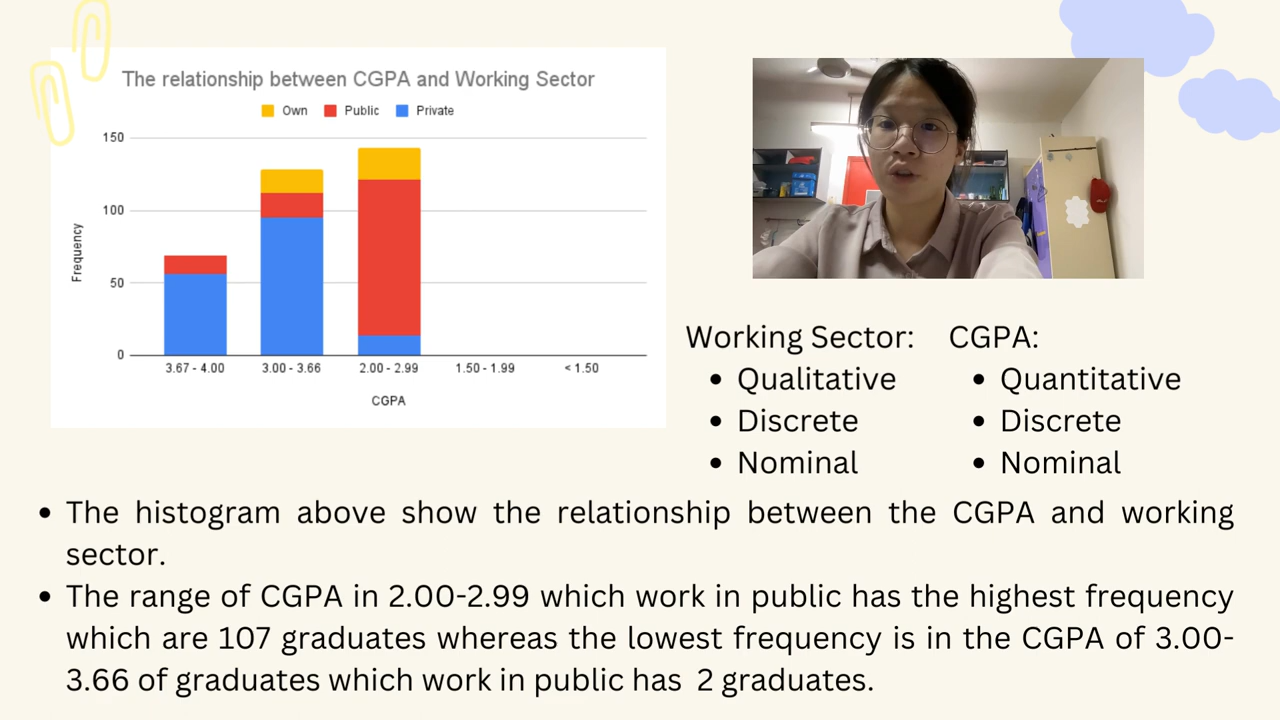 The relationship between CGPA and Working Sector
Own Public Private
150
100
50
0
Frequency
3.67 - 4.00 3.00 - 3.66 2.00 - 2.99 1.50 - 1.99 < 1.50
CGPA
Working Sector:
• Qualitative
• Discrete
• Nominal
CGPA:
• Quantitative
• Discrete
• Nominal
• The histogram above show the relationship between the CGPA and working
sector.
• The range of CGPA in 2.00-2.99 which work in public has the highest frequency
which are 107 graduates whereas the lowest frequency is in the CGPA of 3.00-
3.66 of graduates which work in public has 2 graduates.